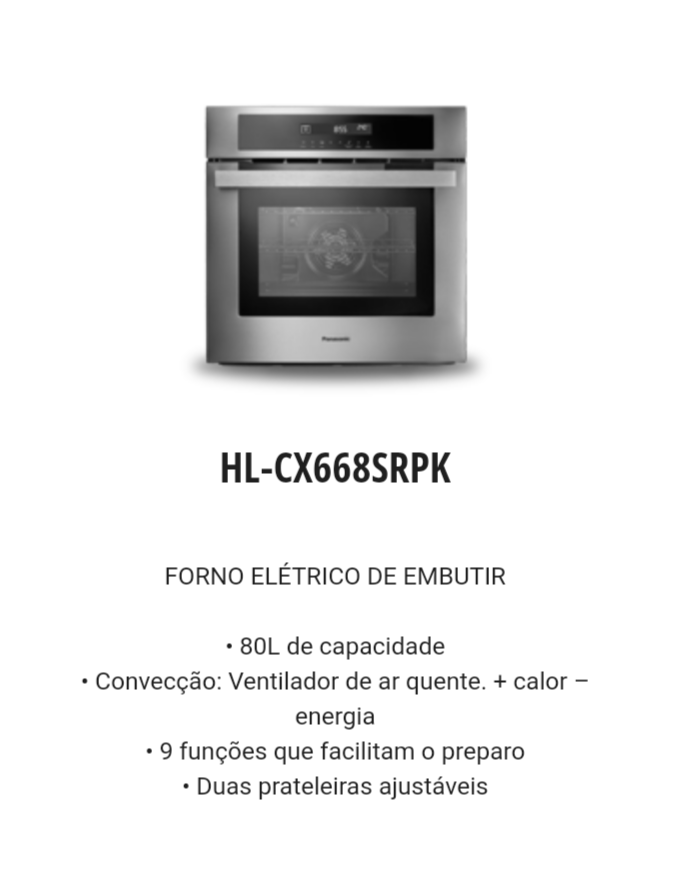 Panasonic
HL-CX668SRPK
FORNO ELÉTRICO DE EMBUTIR
• 80L de capacidade
• Convecção: Ventilador de ar quente. + calor –
energia
• 9 funções que facilitam o preparo
• Duas prateleiras ajustáveis